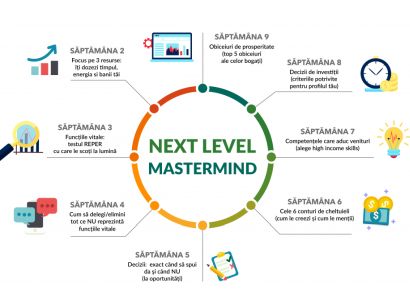 SĂPTĂMÂNA 2
Focus pe 3 resurse:
îți dozezi timpul,
energia si banii tăi
SĂPTĂMÂNA 3
Funcțiile vitale:
testul REPER
cu care le scoți la lumină
SĂPTĂMÂNA 4
Cum să delegi/elimini
tot ce NU reprezintă
funcțiile vitale
SĂPTĂMÂNA 5
Decizii: exact când să spui
da și când NU
(la oportunități)
NEXT LEVEL
MASTERMIND
SĂPTĂMÂNA 9
Obiceiuri de prosperitate
(top 5 obiceiuri
ale celor bogați)
SĂPTĂMÂNA 8
Decizii de investiții
(criteriile potrivite
pentru profilul tău)
SĂPTĂMÂNA 7
Competențele care aduc venituri
(alege high income skills)
SĂPTĂMÂNA 6
Cele 6 conturi de cheltuieli
(cum le creezi și cum le menții)